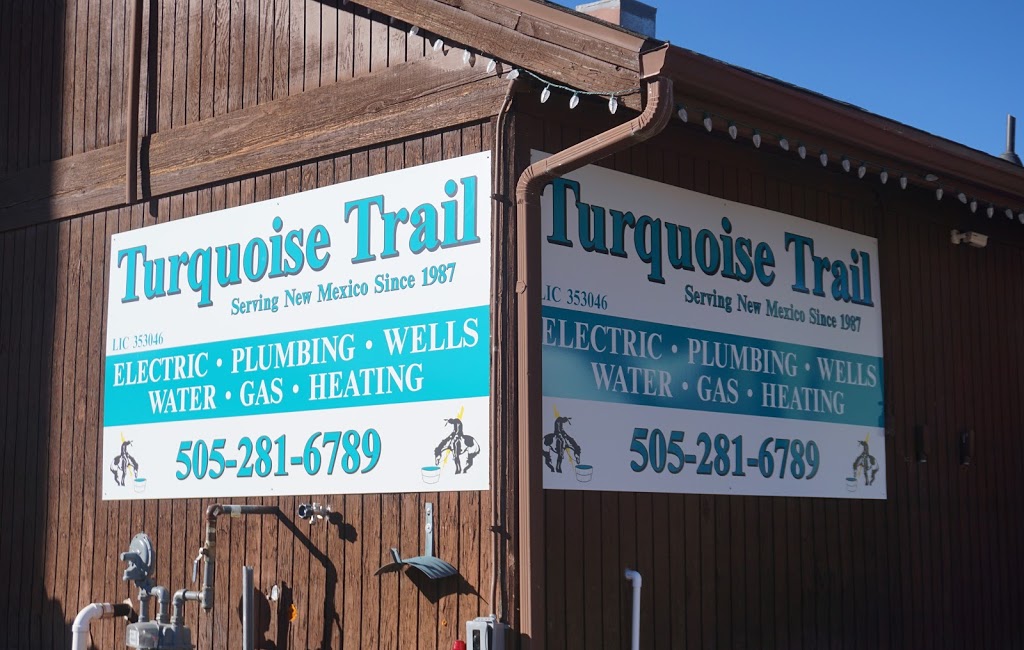 Turquoise Trail
Serving New Mexico Since 1987
LIC 353046
ELECTRIC • PLUMBING • WELLS
WATER • GAS • HEATING
505-281-6789
Turquoise Trail
Serving New Mexico Since 1987
LIC 353046
ELECTRIC • PLUMBING • WELLS
WATER • GAS • HEATING
505-281-6789